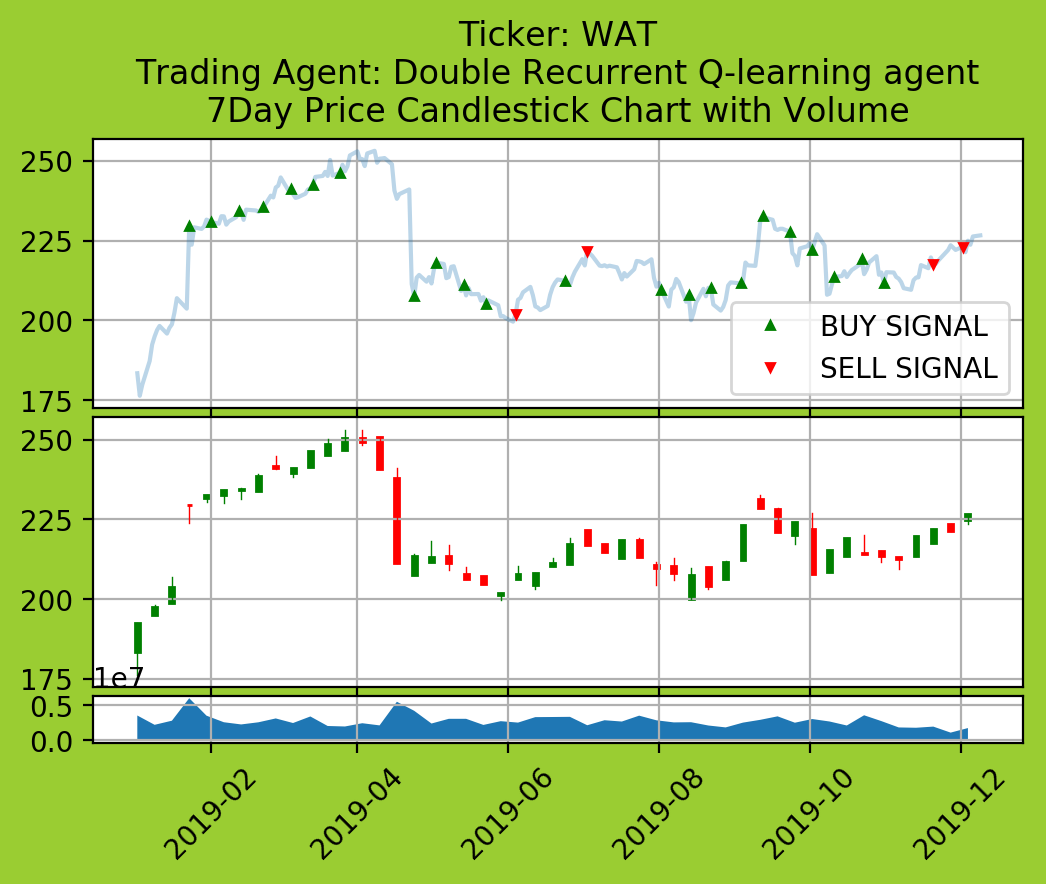 Ticker: WAT
Trading Agent: Double Recurrent Q-learning agent
7Day Price Candlestick Chart with Volume
250
225
200
175
BUY SIGNAL
SELL SIGNAL
250
225
200
175
1e7
0.5
0.0
2019-02
2019-04
2019-06
2019-08
2019-10
2019-12